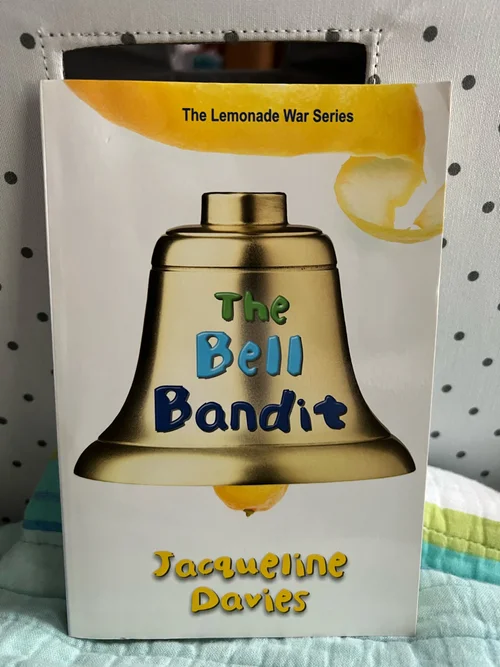 The Lemonade War Series
The
Bell
Bandit
Jacqueline
Davies